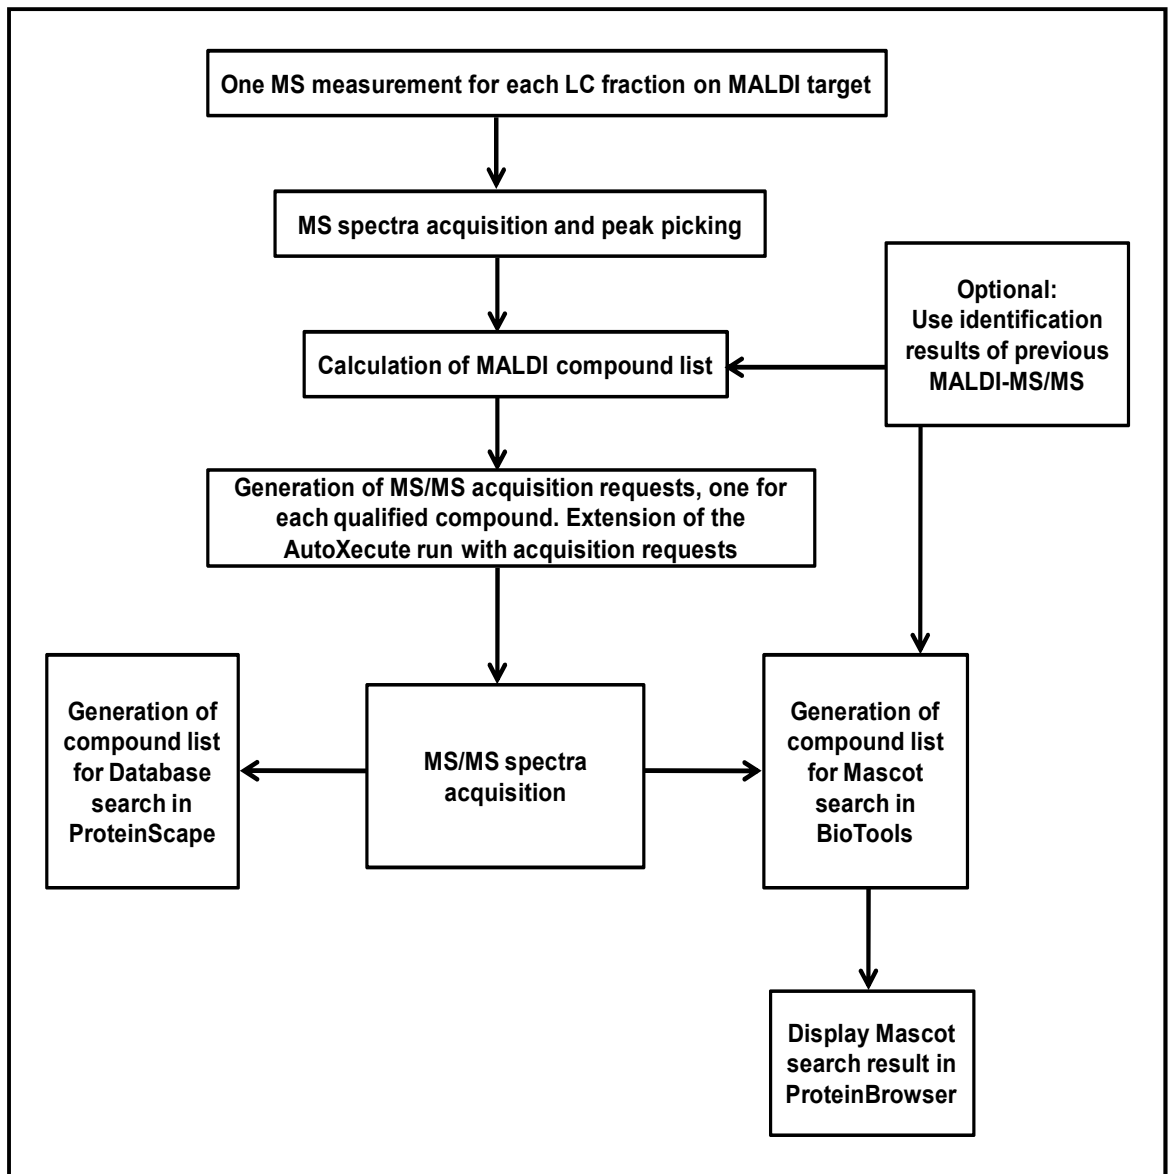 One MS measurement for each LC fraction on MALDI target
MS spectra acquisition and peak picking
Optional:
Use identification
results of previous
MALDI-MS/MS
Calculation of MALDI compound list
Generation of MS/MS acquisition requests, one for
each qualified compound. Extension of the
AutoXecute run with acquisition requests
Generation of
compound list
for Database
search in
ProteinScape
MS/MS spectra
acquisition
Generation of
compound list
for Mascot
search in
BioTools
Display Mascot
search result in
ProteinBrowser